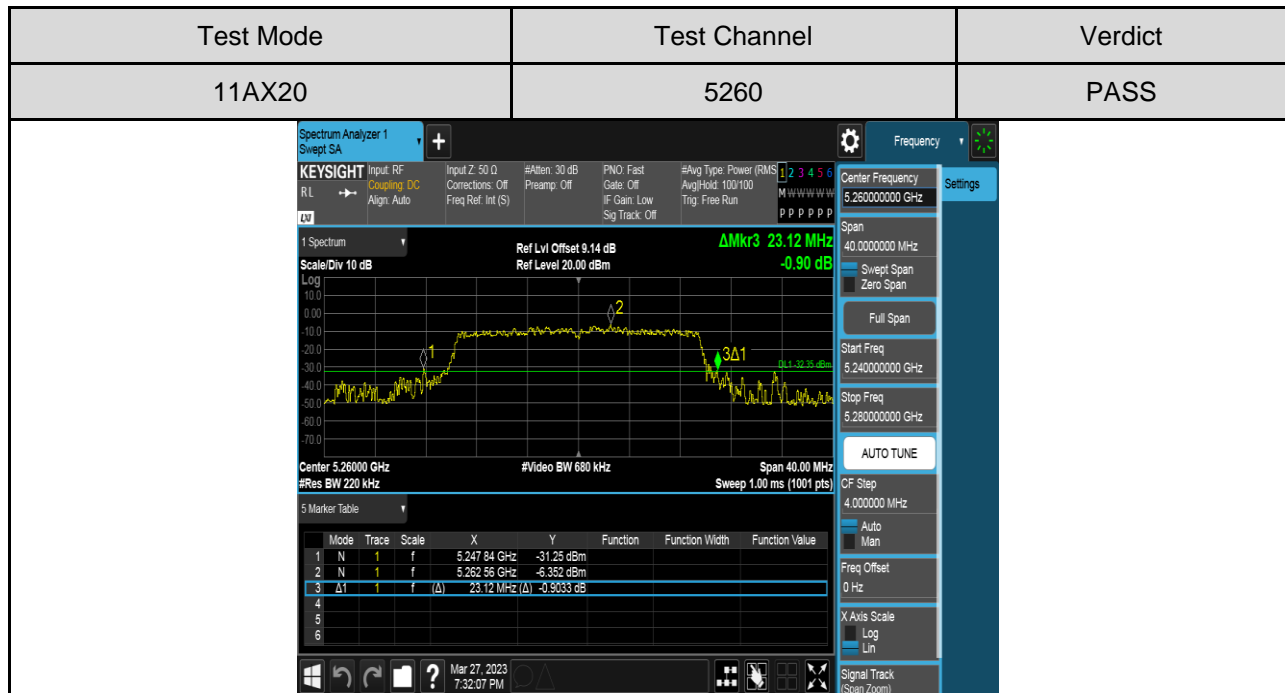 Test Mode Test Channel Verdict
11AX20 5260 PASS
Spectrum Analyzer 1
Swept SA
+
Frequency
KEYSIGHT Input: RF Input Z: 50 Ω #Atten: 30 dB PNO: Fast #Avg Type: Power (RMS 1 2 3 4 5 6
RL Coupling: DC Corrections: Off Preamp: Off Gate: Off Avg|Hold: 100/100 M W W W W W
Align: Auto Freq Ref: Int (S) IF Gain: Low Trig: Free Run
LXI Sig Track: Off P P P P P P
Center Frequency Settings
5.260000000 GHz
1 Spectrum
Ref Lvl Offset 9.14 dB ΔMkr3 23.12 MHz
Scale/Div 10 dB Ref Level 20.00 dBm -0.90 dB
Log
10.0
0.00
-10.0
-20.0
-30.0
-40.0
-50.0
-60.0
-70.0
1
2
3Δ1
DL1 -32.35 dBm
Center 5.26000 GHz #Video BW 680 kHz Span 40.00 MHz
#Res BW 220 kHz Sweep 1.00 ms (1001 pts)
Span
40.0000000 MHz
Swept Span
Zero Span
Full Span
Start Freq
5.240000000 GHz
Stop Freq
5.280000000 GHz
AUTO TUNE
CF Step
4.000000 MHz
Auto
Man
Freq Offset
0 Hz
X Axis Scale
Log
Lin
Signal Track
(Span Zoom)
5 Marker Table
Mode Trace Scale X Y Function Function Width Function Value
1 N 1 f 5.247 84 GHz -31.25 dBm
2 N 1 f 5.262 56 GHz -6.352 dBm
3 Δ1 1 f (Δ) 23.12 MHz (Δ) -0.9033 dB
4
5
6
? Mar 27, 2023
7:32:07 PM